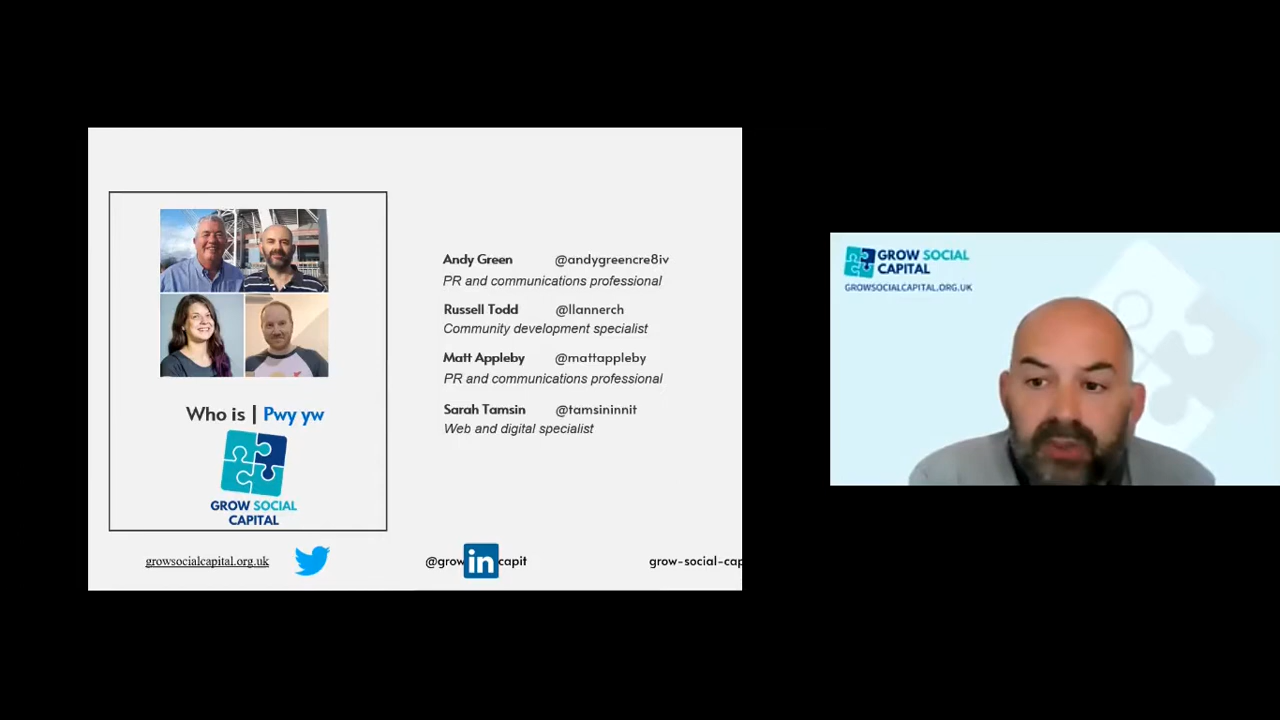 Andy Green @andygreencre8iv
PR and communications professional
Russell Todd @llannerch
Community development specialist
Matt Appleby @mattappleby
PR and communications professional
Sarah Tamsin @tamsininnit
Web and digital specialist
Who is | Pwy yw
GROW SOCIAL
CAPITAL
growsocialcapital.org.uk
@grow
in
capit
grow-social-cap
GROW SOCIAL
CAPITAL
GROWSOCIALCAPITAL.ORG.UK